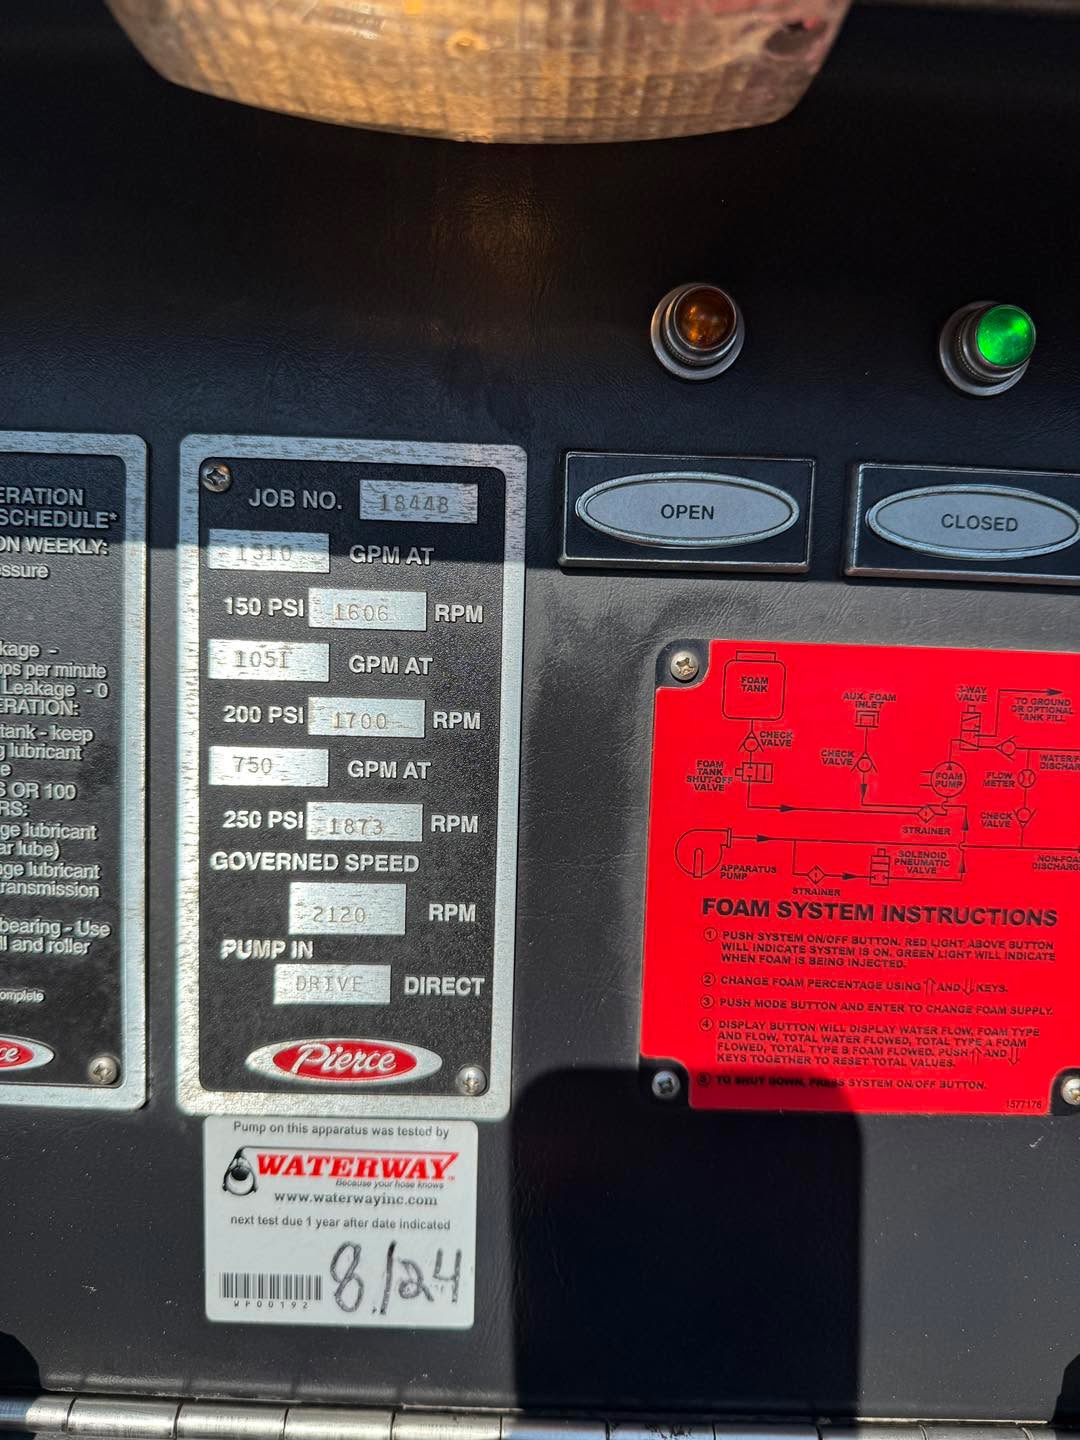 ERATION
SCHEDULE*
ON WEEKLY:
ssure
kage -
ops per minute
Leakage - 0
ERATION:
tank - keep
g lubricant
e
S OR 100
RS:
ge lubricant
ar lube)
ge lubricant
ransmission
bearing - Use
ll and roller
omplete
ce
JOB NO. 18448
1310 GPM AT
150 PSI 1606 RPM
1051 GPM AT
200 PSI 1700 RPM
750 GPM AT
250 PSI 1873 RPM
GOVERNED SPEED
2120 RPM
PUMP IN
DRIVE DIRECT
Pierce
Pump on this apparatus was tested by
WATERWAY
Because your hose knows
www.waterwayinc.com
next test due 1 year after date indicated
8/24
WP00192
OPEN
CLOSED
FOAM
TANK
AUX. FOAM
INLET
3-WAY
VALVE
TO GROUND
OR OPTIONAL
TANK FILL
CHECK
VALVE
CHECK
VALVE
FOAM
TANK
SHUT-OFF
VALVE
FOAM
PUMP
FLOW
METER
WATER/F
DISCHAR
CHECK
VALVE
STRAINER
APPARATUS
PUMP
STRAINER
SOLENOID
PNEUMATIC
VALVE
NON-FOA
DISCHARG
FOAM SYSTEM INSTRUCTIONS
1 PUSH SYSTEM ON/OFF BUTTON. RED LIGHT ABOVE BUTTON
WILL INDICATE SYSTEM IS ON. GREEN LIGHT WILL INDICATE
WHEN FOAM IS BEING INJECTED.
2 CHANGE FOAM PERCENTAGE USING ⇑ AND ⇓ KEYS.
3 PUSH MODE BUTTON AND ENTER TO CHANGE FOAM SUPPLY.
4 DISPLAY BUTTON WILL DISPLAY WATER FLOW, FOAM TYPE
AND FLOW, TOTAL WATER FLOWED, TOTAL TYPE A FOAM
FLOWED, TOTAL TYPE B FOAM FLOWED. PUSH ⇑ AND ⇓
KEYS TOGETHER TO RESET TOTAL VALUES.
5 TO SHUT DOWN, PRESS SYSTEM ON/OFF BUTTON.
1577176